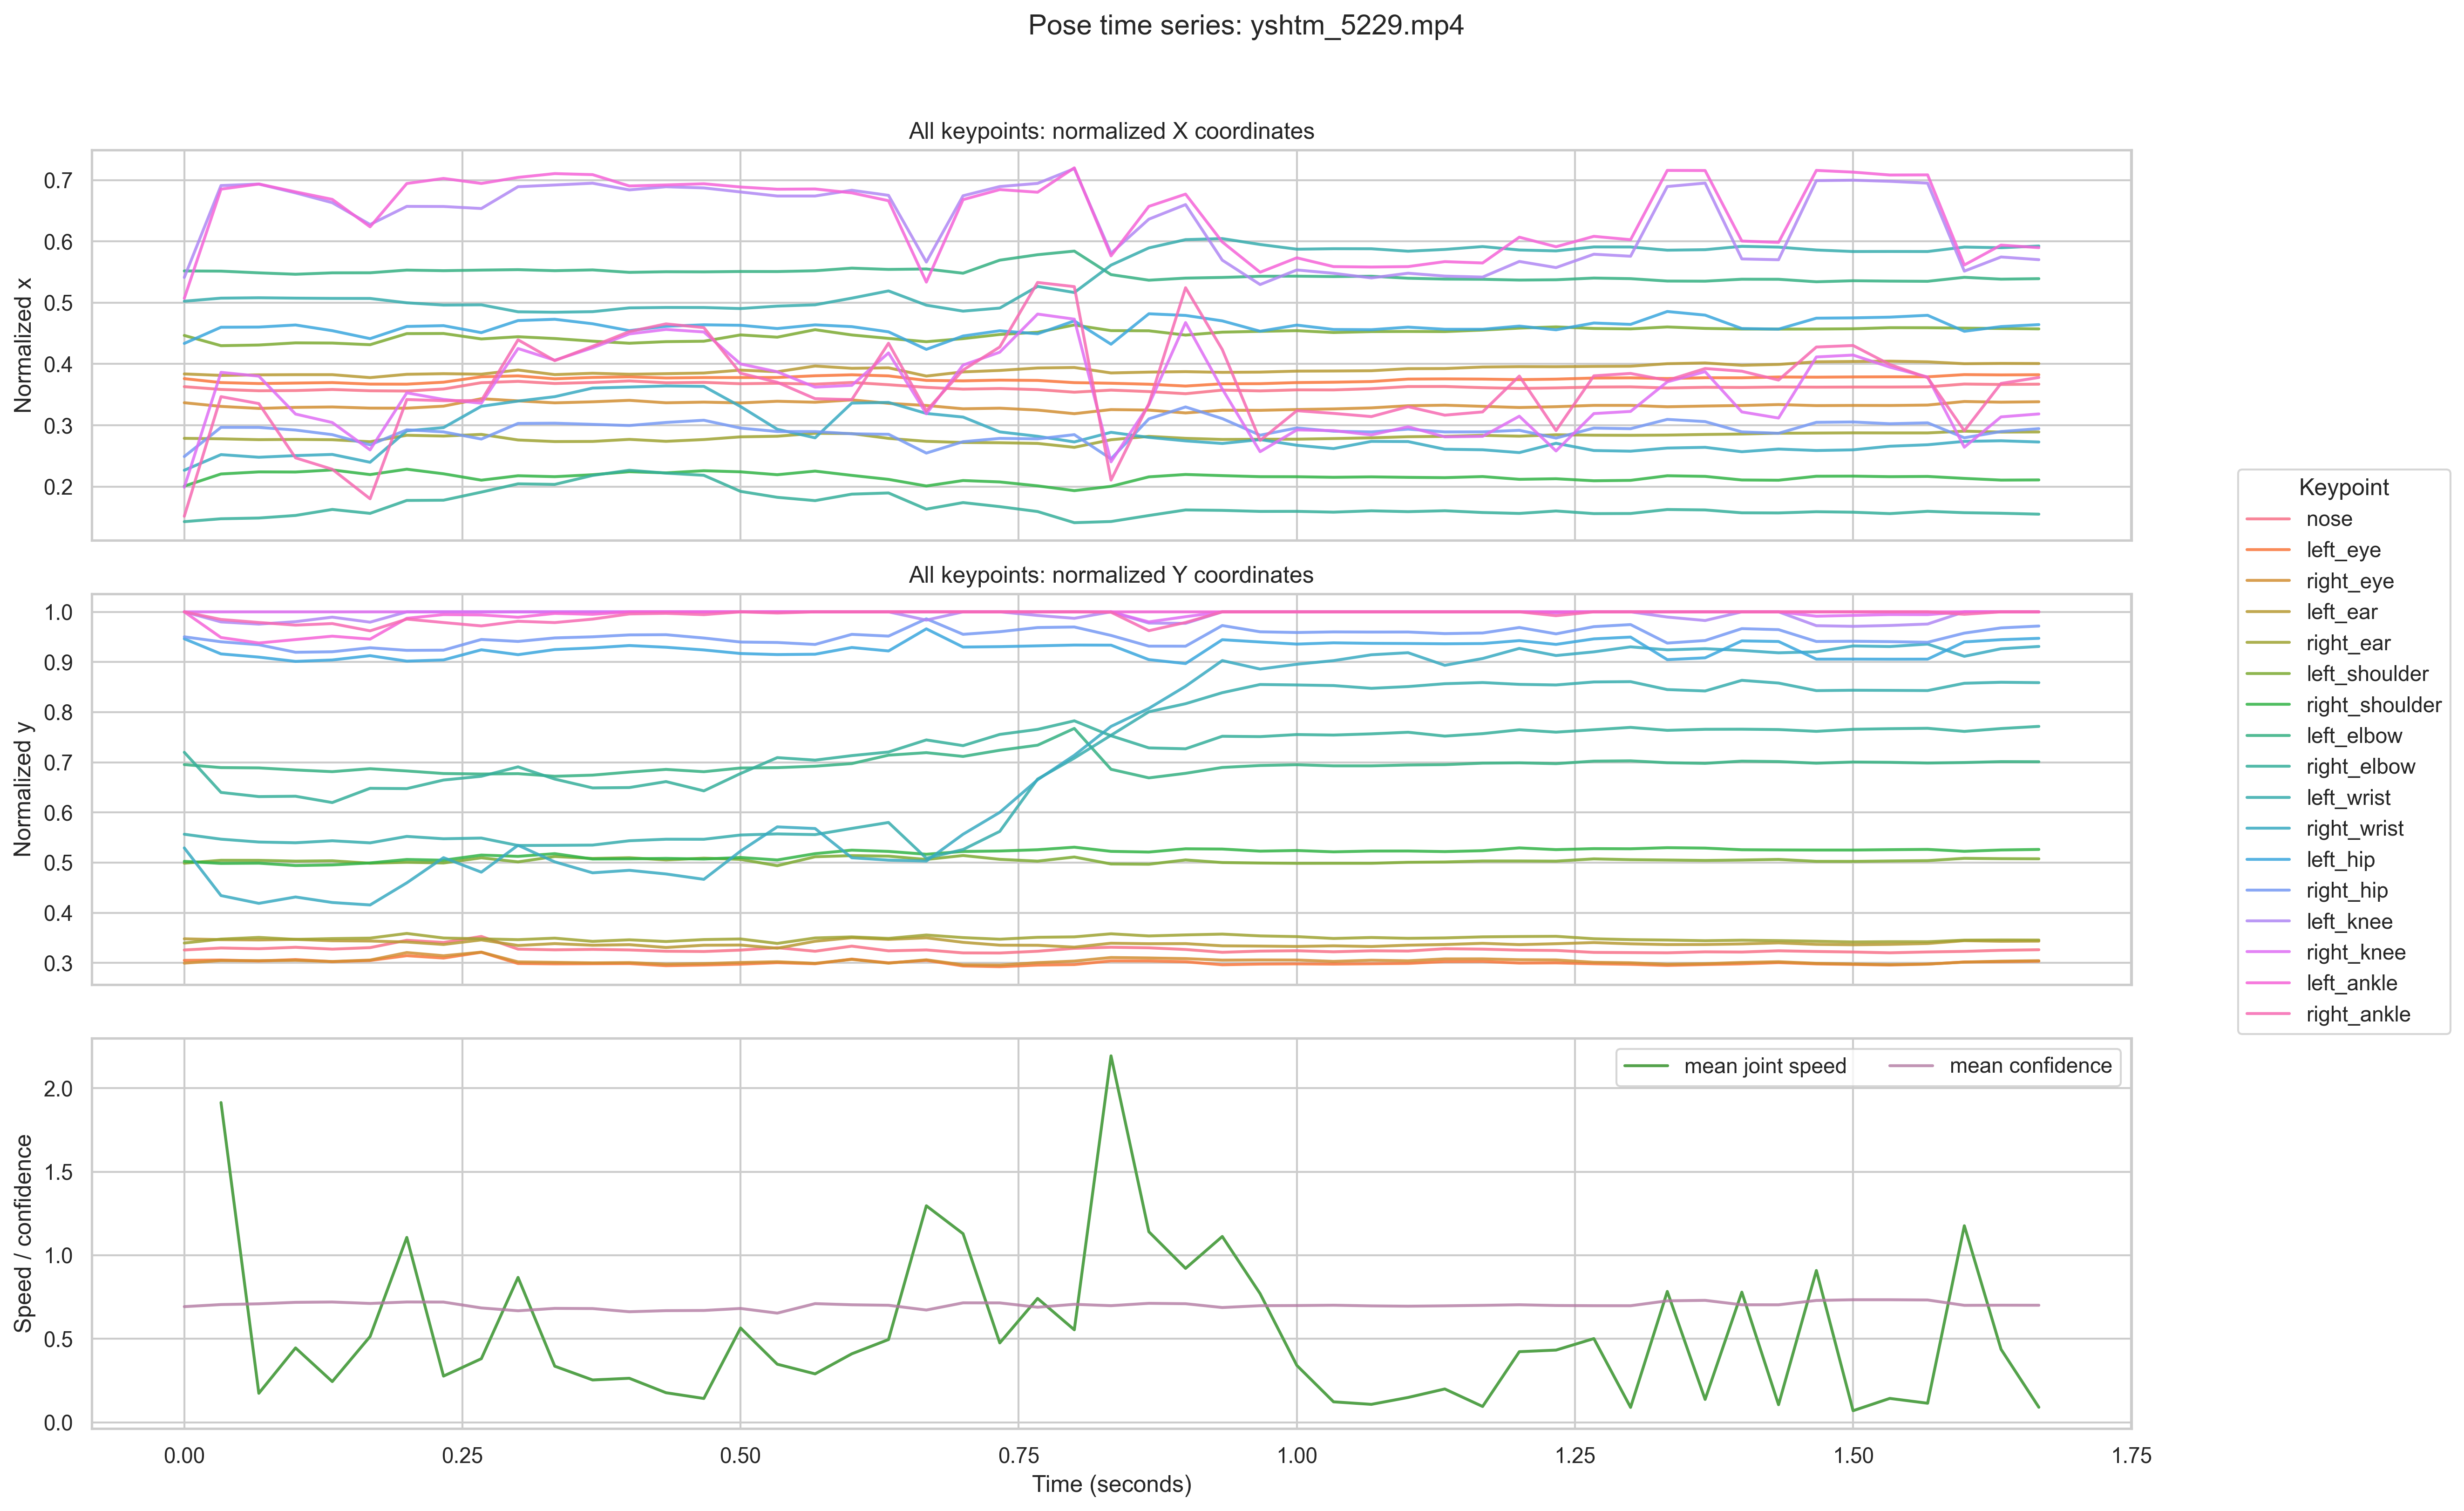 Pose time series: yshtm_5229.mp4
All keypoints: normalized X coordinates
Normalized x
0.7
0.6
0.5
0.4
0.3
0.2
All keypoints: normalized Y coordinates
Normalized y
1.0
0.9
0.8
0.7
0.6
0.5
0.4
0.3
Keypoint
nose
left_eye
right_eye
left_ear
right_ear
left_shoulder
right_shoulder
left_elbow
right_elbow
left_wrist
right_wrist
left_hip
right_hip
left_knee
right_knee
left_ankle
right_ankle
mean joint speed
mean confidence
Speed / confidence
2.0
1.5
1.0
0.5
0.0
0.00 0.25 0.50 0.75 1.00 1.25 1.50 1.75
Time (seconds)